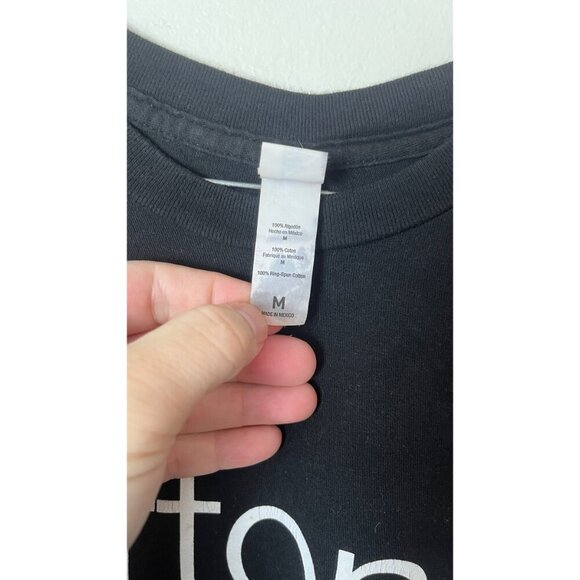 100% Algodón
Hecho en México
M
100% Coton
Fabriqué au Mexique
M
100% Ring-Spun Cotton
M
MADE IN MEXICO